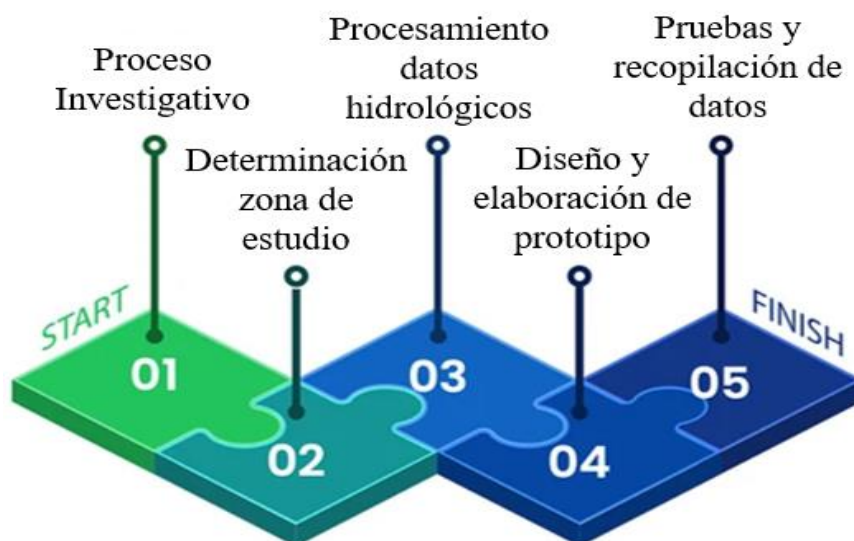 Proceso
Investigativo
Determinación
zona de
estudio
Procesamiento
datos
hidrológicos
Diseño y
elaboración de
prototipo
Pruebas y
recopilación de
datos
START
01
02
03
04
05
FINISH